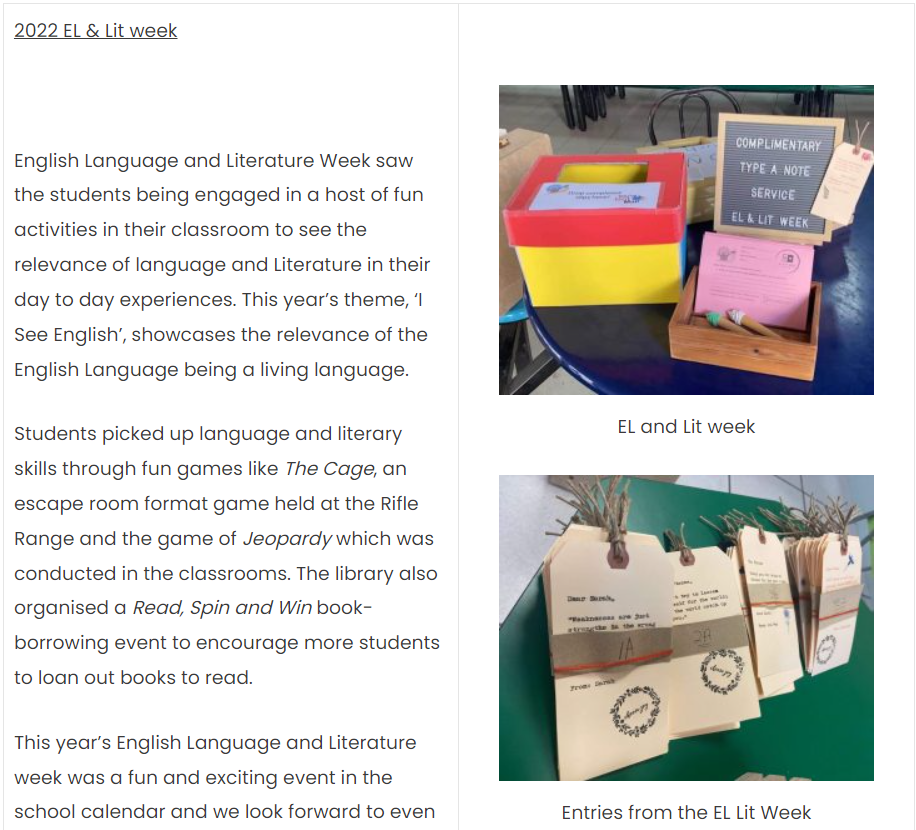 2022 EL & Lit week
English Language and Literature Week saw
the students being engaged in a host of fun
activities in their classroom to see the
relevance of language and Literature in their
day to day experiences. This year’s theme, ‘I
See English’, showcases the relevance of the
English Language being a living language.
Students picked up language and literary
skills through fun games like The Cage, an
escape room format game held at the Rifle
Range and the game of Jeopardy which was
conducted in the classrooms. The library also
organised a Read, Spin and Win book-
borrowing event to encourage more students
to loan out books to read.
This year’s English Language and Literature
week was a fun and exciting event in the
school calendar and we look forward to even
COMPLIMENTARY
TYPE A NOTE
SERVICE
EL & LIT WEEK
EL and Lit week
Dear Sarah,
"Weaknesses are just
strengths in the wrong
From: Sarah
1A
2A
Entries from the EL Lit Week